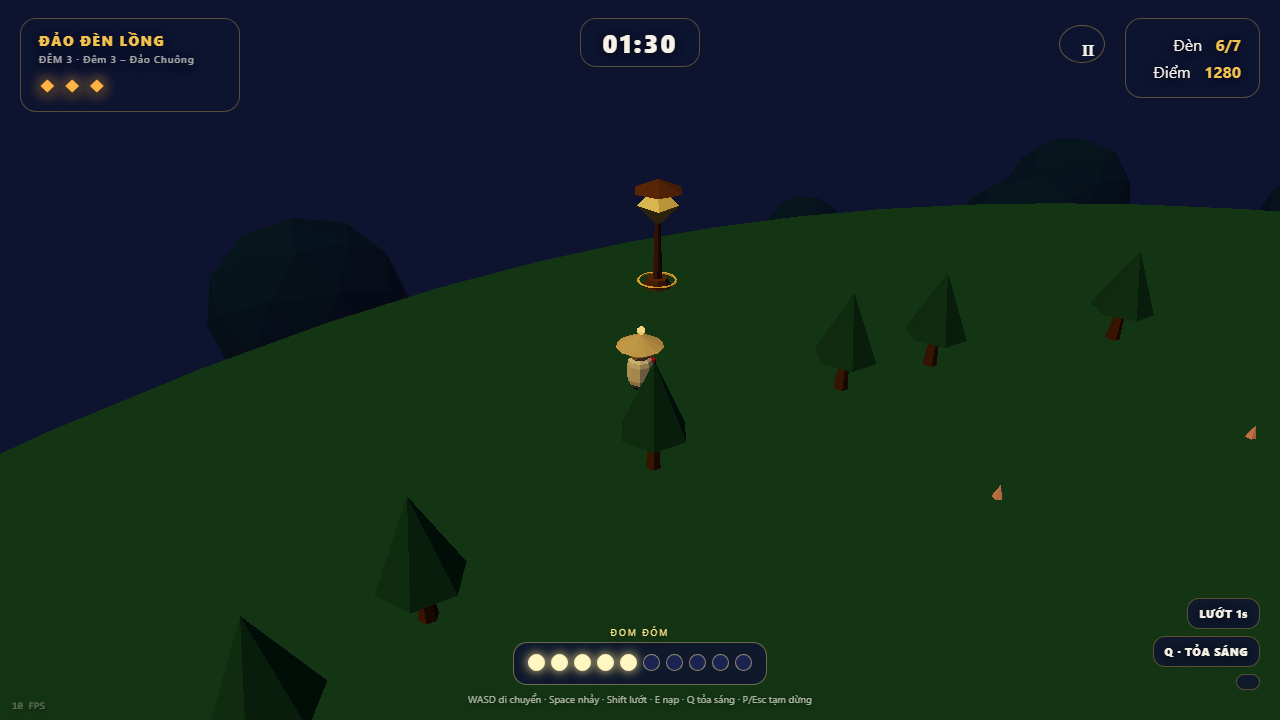 ĐẢO ĐÈN LỒNG
ĐÊM 3 · Đêm 3 – Đảo Chuông
01:30
II
Đèn 6/7
Điểm 1280
LƯỚT 1s
Q · TỎA SÁNG
ĐOM ĐÓM
WASD di chuyển · Space nhảy · Shift lướt · E nạp · Q tỏa sáng · P/Esc tạm dừng
10 FPS